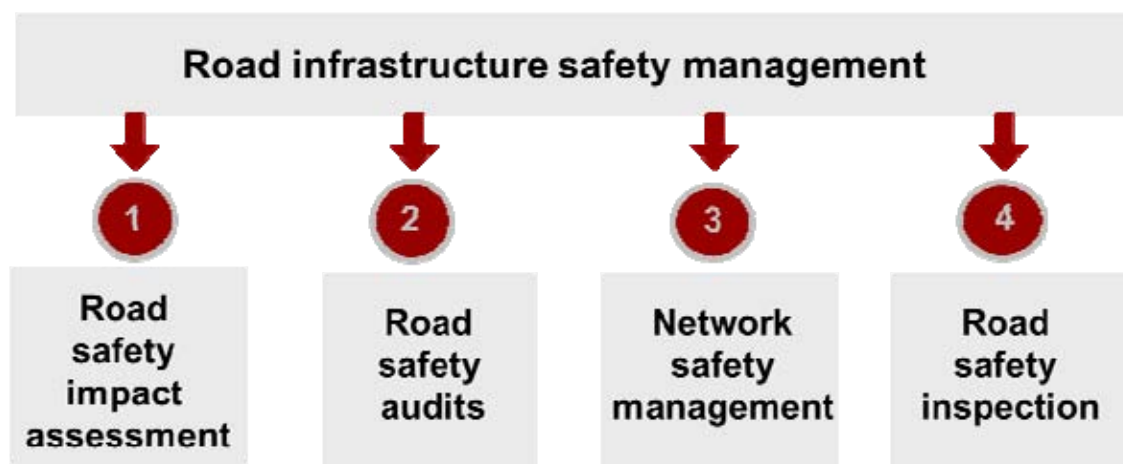 Road infrastructure safety management
1
2
3
4
Road
safety
impact
assessment
Road
safety
audits
Network
safety
management
Road
safety
inspection